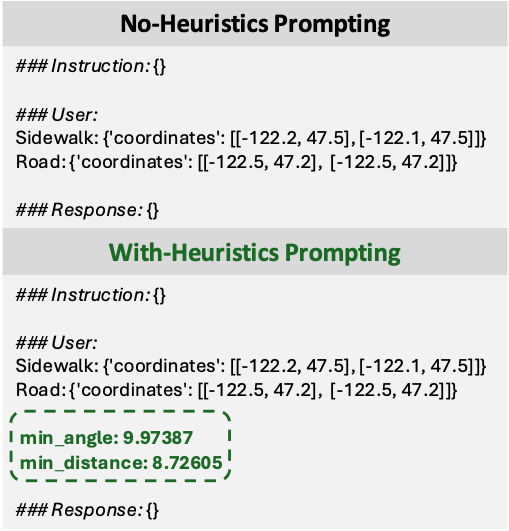 No-Heuristics Prompting
### Instruction: {}
### User:
Sidewalk: {'coordinates': [[-122.2, 47.5], [-122.1, 47.5]]}
Road: {'coordinates': [[-122.5, 47.2], [-122.5, 47.2]]}
### Response: {}
With-Heuristics Prompting
### Instruction: {}
### User:
Sidewalk: {'coordinates': [[-122.2, 47.5], [-122.1, 47.5]]}
Road: {'coordinates': [[-122.5, 47.2], [-122.5, 47.2]]}
min_angle: 9.97387
min_distance: 8.72605
### Response: {}